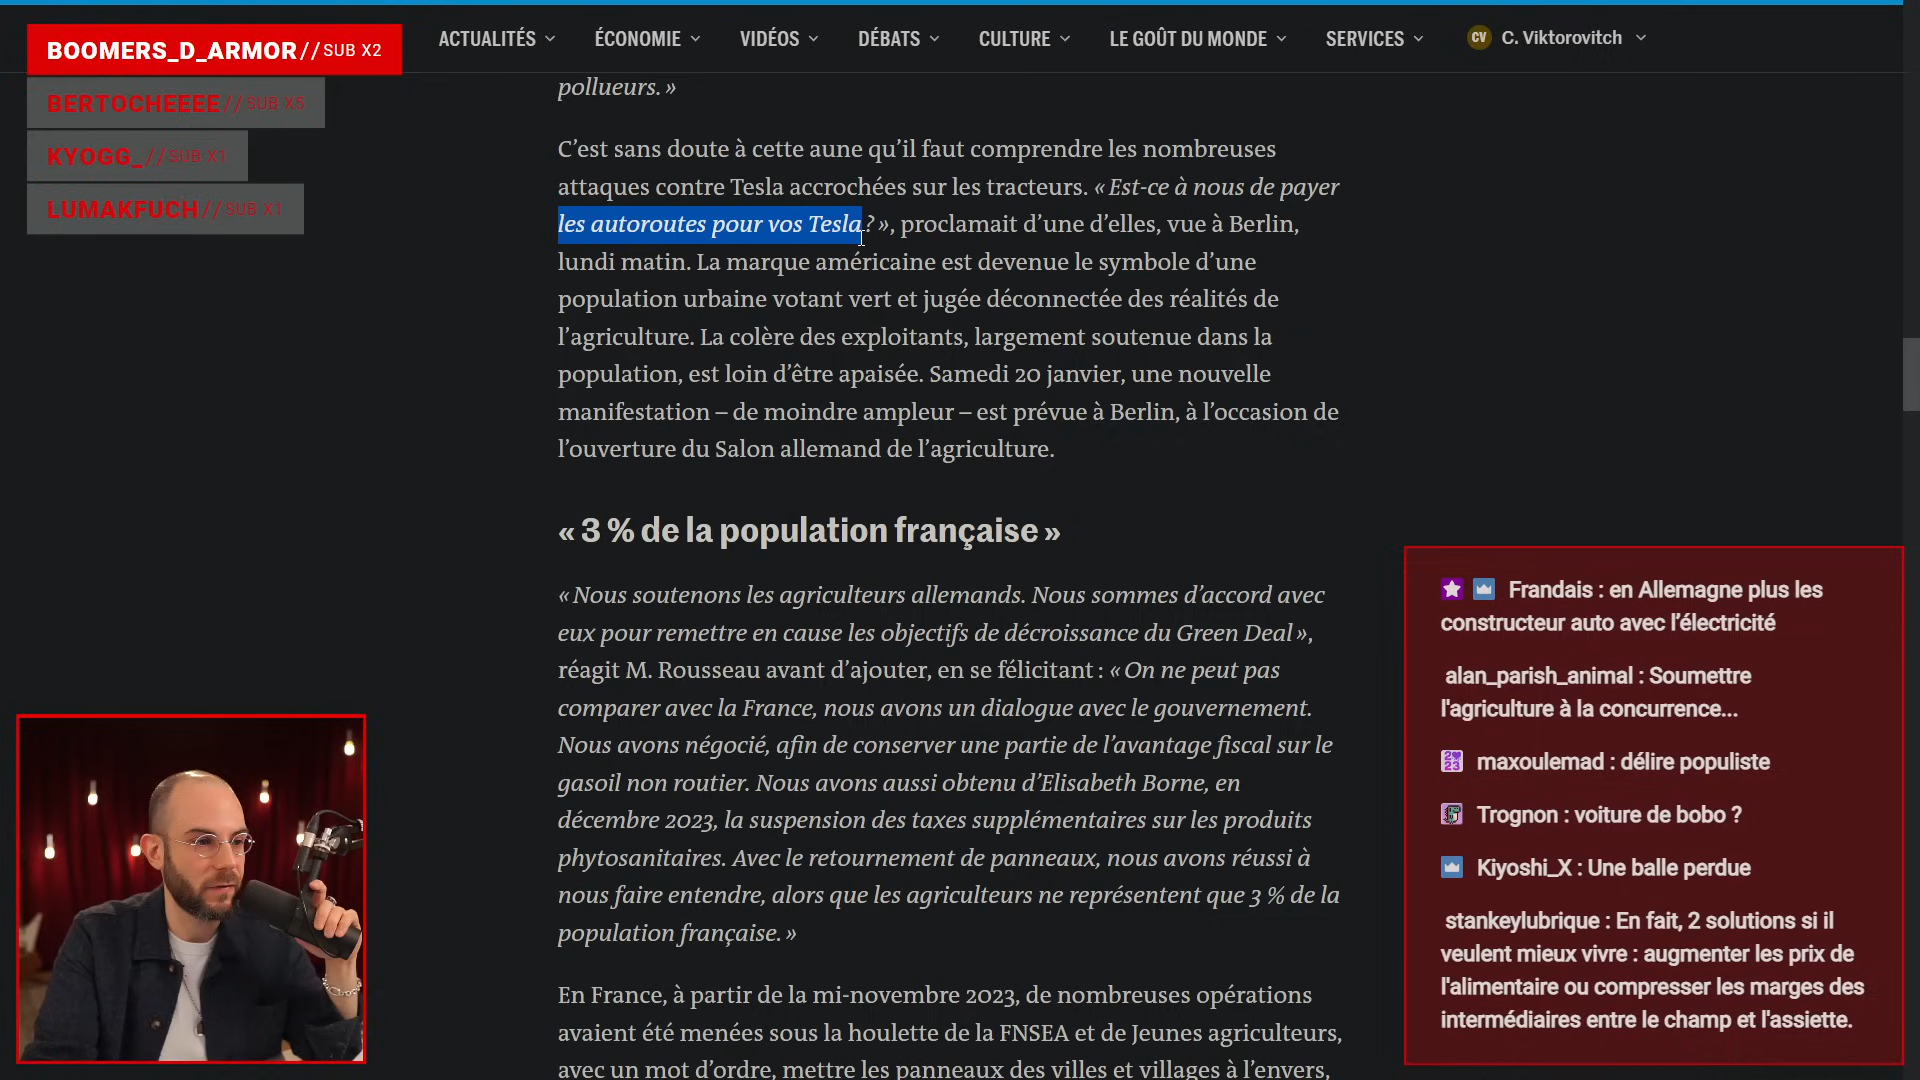 BOOMERS_D_ARMOR//SUB X2
BERTOCHEEEE//SUB X5
KYOGG_//SUB X1
LUMAKFUCH//SUB X1
ACTUALITÉS ÉCONOMIE VIDÉOS DÉBATS CULTURE LE GOÛT DU MONDE SERVICES CV C. Viktorovitch
pollueurs. »
C’est sans doute à cette aune qu’il faut comprendre les nombreuses
attaques contre Tesla accrochées sur les tracteurs. « Est-ce à nous de payer
les autoroutes pour vos Tesla ? », proclamait d’une d’elles, vue à Berlin,
lundi matin. La marque américaine est devenue le symbole d’une
population urbaine votant vert et jugée déconnectée des réalités de
l’agriculture. La colère des exploitants, largement soutenue dans la
population, est loin d’être apaisée. Samedi 20 janvier, une nouvelle
manifestation – de moindre ampleur – est prévue à Berlin, à l’occasion de
l’ouverture du Salon allemand de l’agriculture.
« 3 % de la population française »
« Nous soutenons les agriculteurs allemands. Nous sommes d’accord avec
eux pour remettre en cause les objectifs de décroissance du Green Deal »,
réagit M. Rousseau avant d’ajouter, en se félicitant : « On ne peut pas
comparer avec la France, nous avons un dialogue avec le gouvernement.
Nous avons négocié, afin de conserver une partie de l’avantage fiscal sur le
gasoil non routier. Nous avons aussi obtenu d’Elisabeth Borne, en
décembre 2023, la suspension des taxes supplémentaires sur les produits
phytosanitaires. Avec le retournement de panneaux, nous avons réussi à
nous faire entendre, alors que les agriculteurs ne représentent que 3 % de la
population française. »
En France, à partir de la mi-novembre 2023, de nombreuses opérations
avaient été menées sous la houlette de la FNSEA et de Jeunes agriculteurs,
avec un mot d’ordre, mettre les panneaux des villes et villages à l’envers,
Frandais : en Allemagne plus les
constructeur auto avec l’électricité
alan_parish_animal : Soumettre
l'agriculture à la concurrence...
2023 maxoulemad : délire populiste
Trognon : voiture de bobo ?
Kiyoshi_X : Une balle perdue
stankeylubrique : En fait, 2 solutions si il
veulent mieux vivre : augmenter les prix de
l'alimentaire ou compresser les marges des
intermédiaires entre le champ et l'assiette.